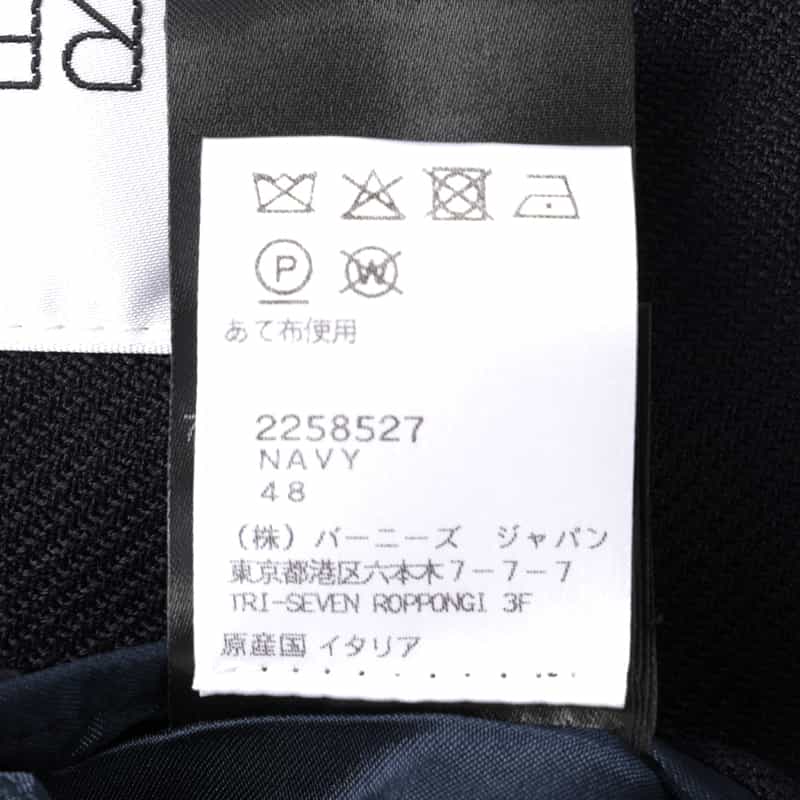 P W
あて布使用
2258527
NAVY
48
(株) バーニーズ ジャパン
東京都港区六本木7-7-7
TRI-SEVEN ROPPONGI 3F
原産国 イタリア